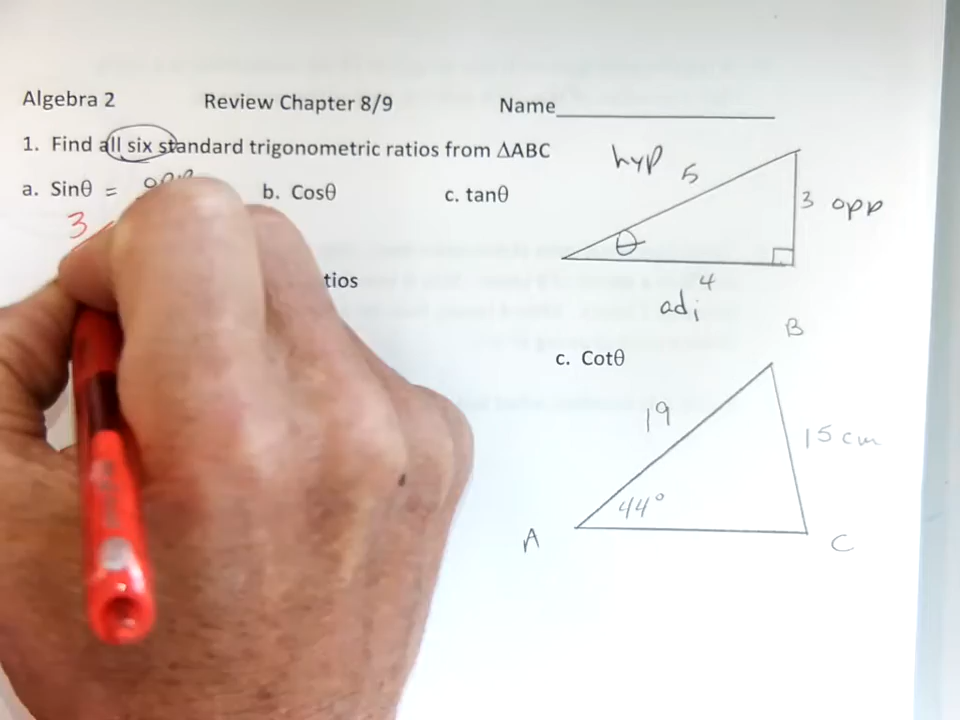 Algebra 2 Review Chapter 8/9 Name
1. Find all six standard trigonometric ratios from ΔABC
a. Sinθ = b. Cosθ c. tanθ
3
tios
c. Cotθ
hyp 5
3 opp
θ
4
adj
B
19
15 cm
44°
A
C